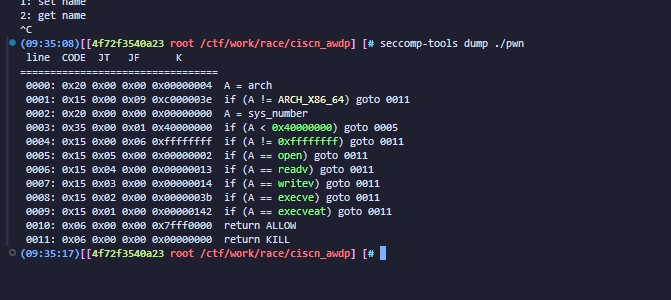 1: set name
2: get name
^C
(09:35:08)[[4f72f3540a23 root /ctf/work/race/ciscn_awdp] [# seccomp-tools dump ./pwn
line CODE JT JF K
=================================
0000: 0x20 0x00 0x00 0x00000004 A = arch
0001: 0x15 0x00 0x09 0xc000003e if (A != ARCH_X86_64) goto 0011
0002: 0x20 0x00 0x00 0x00000000 A = sys_number
0003: 0x35 0x00 0x01 0x40000000 if (A < 0x40000000) goto 0005
0004: 0x15 0x00 0x06 0xffffffff if (A != 0xffffffff) goto 0011
0005: 0x15 0x05 0x00 0x00000002 if (A == open) goto 0011
0006: 0x15 0x04 0x00 0x00000013 if (A == readv) goto 0011
0007: 0x15 0x03 0x00 0x00000014 if (A == writev) goto 0011
0008: 0x15 0x02 0x00 0x0000003b if (A == execve) goto 0011
0009: 0x15 0x01 0x00 0x00000142 if (A == execveat) goto 0011
0010: 0x06 0x00 0x00 0x7fff0000 return ALLOW
0011: 0x06 0x00 0x00 0x00000000 return KILL
(09:35:17)[[4f72f3540a23 root /ctf/work/race/ciscn_awdp] [#